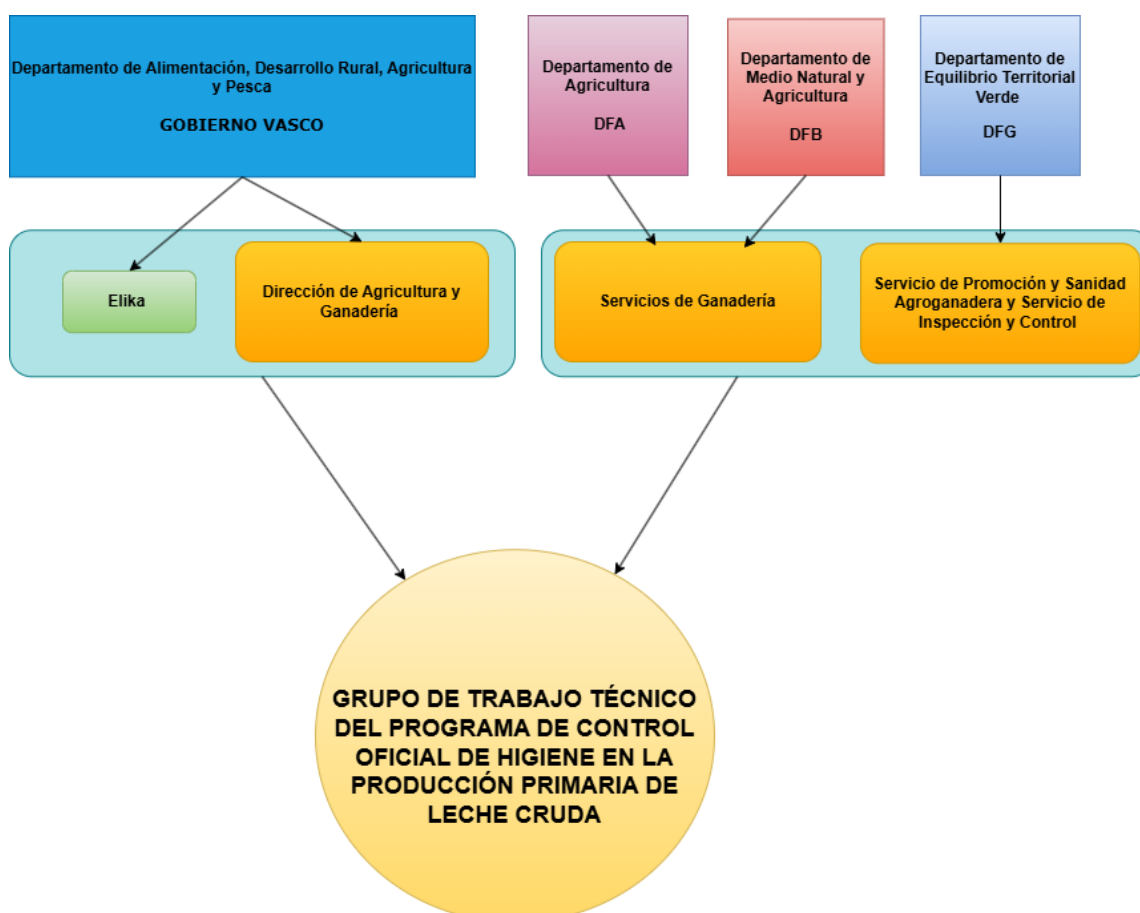 Departamento de Alimentación, Desarrollo Rural, Agricultura
y Pesca
GOBIERNO VASCO
Departamento de
Agricultura
DFA
Departamento de
Medio Natural y
Agricultura
DFB
Departamento de
Equilibrio Territorial
Verde
DFG
Elika
Dirección de Agricultura y
Ganadería
Servicios de Ganadería
Servicio de Promoción y Sanidad
Agroganadera y Servicio de
Inspección y Control
GRUPO DE TRABAJO TÉCNICO
DEL PROGRAMA DE CONTROL
OFICIAL DE HIGIENE EN LA
PRODUCCIÓN PRIMARIA DE
LECHE CRUDA